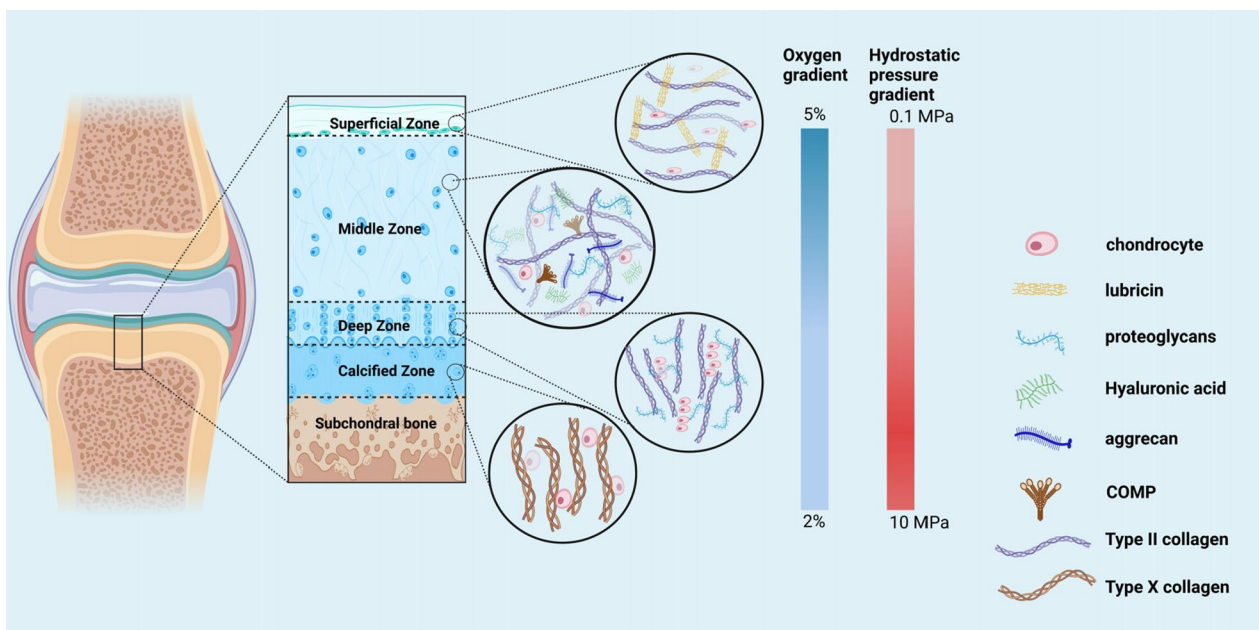 Superficial Zone
Middle Zone
Deep Zone
Calcified Zone
Subchondral bone
Oxygen
gradient
5%
2%
Hydrostatic
pressure
gradient
0.1 MPa
10 MPa
chondrocyte
lubricin
proteoglycans
Hyaluronic acid
aggrecan
COMP
Type II collagen
Type X collagen